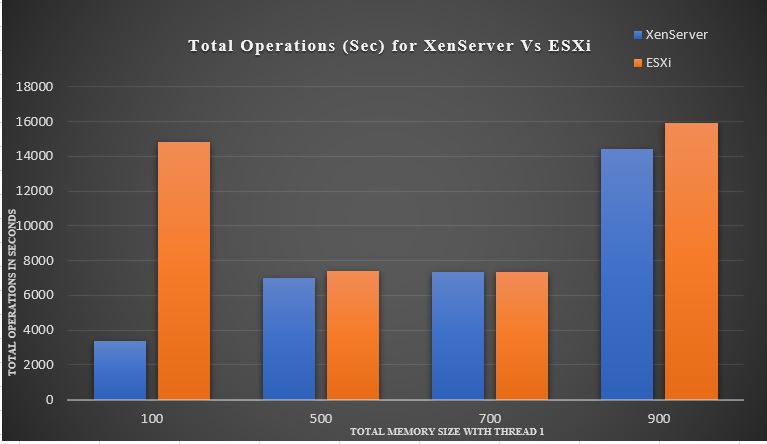 Total Operations (Sec) for XenServer Vs ESXi
XenServer
ESXi
18000
16000
14000
12000
10000
8000
6000
4000
2000
0
TOTAL OPERATIONS IN SECONDS
100 500 700 900
TOTAL MEMORY SIZE WITH THREAD 1